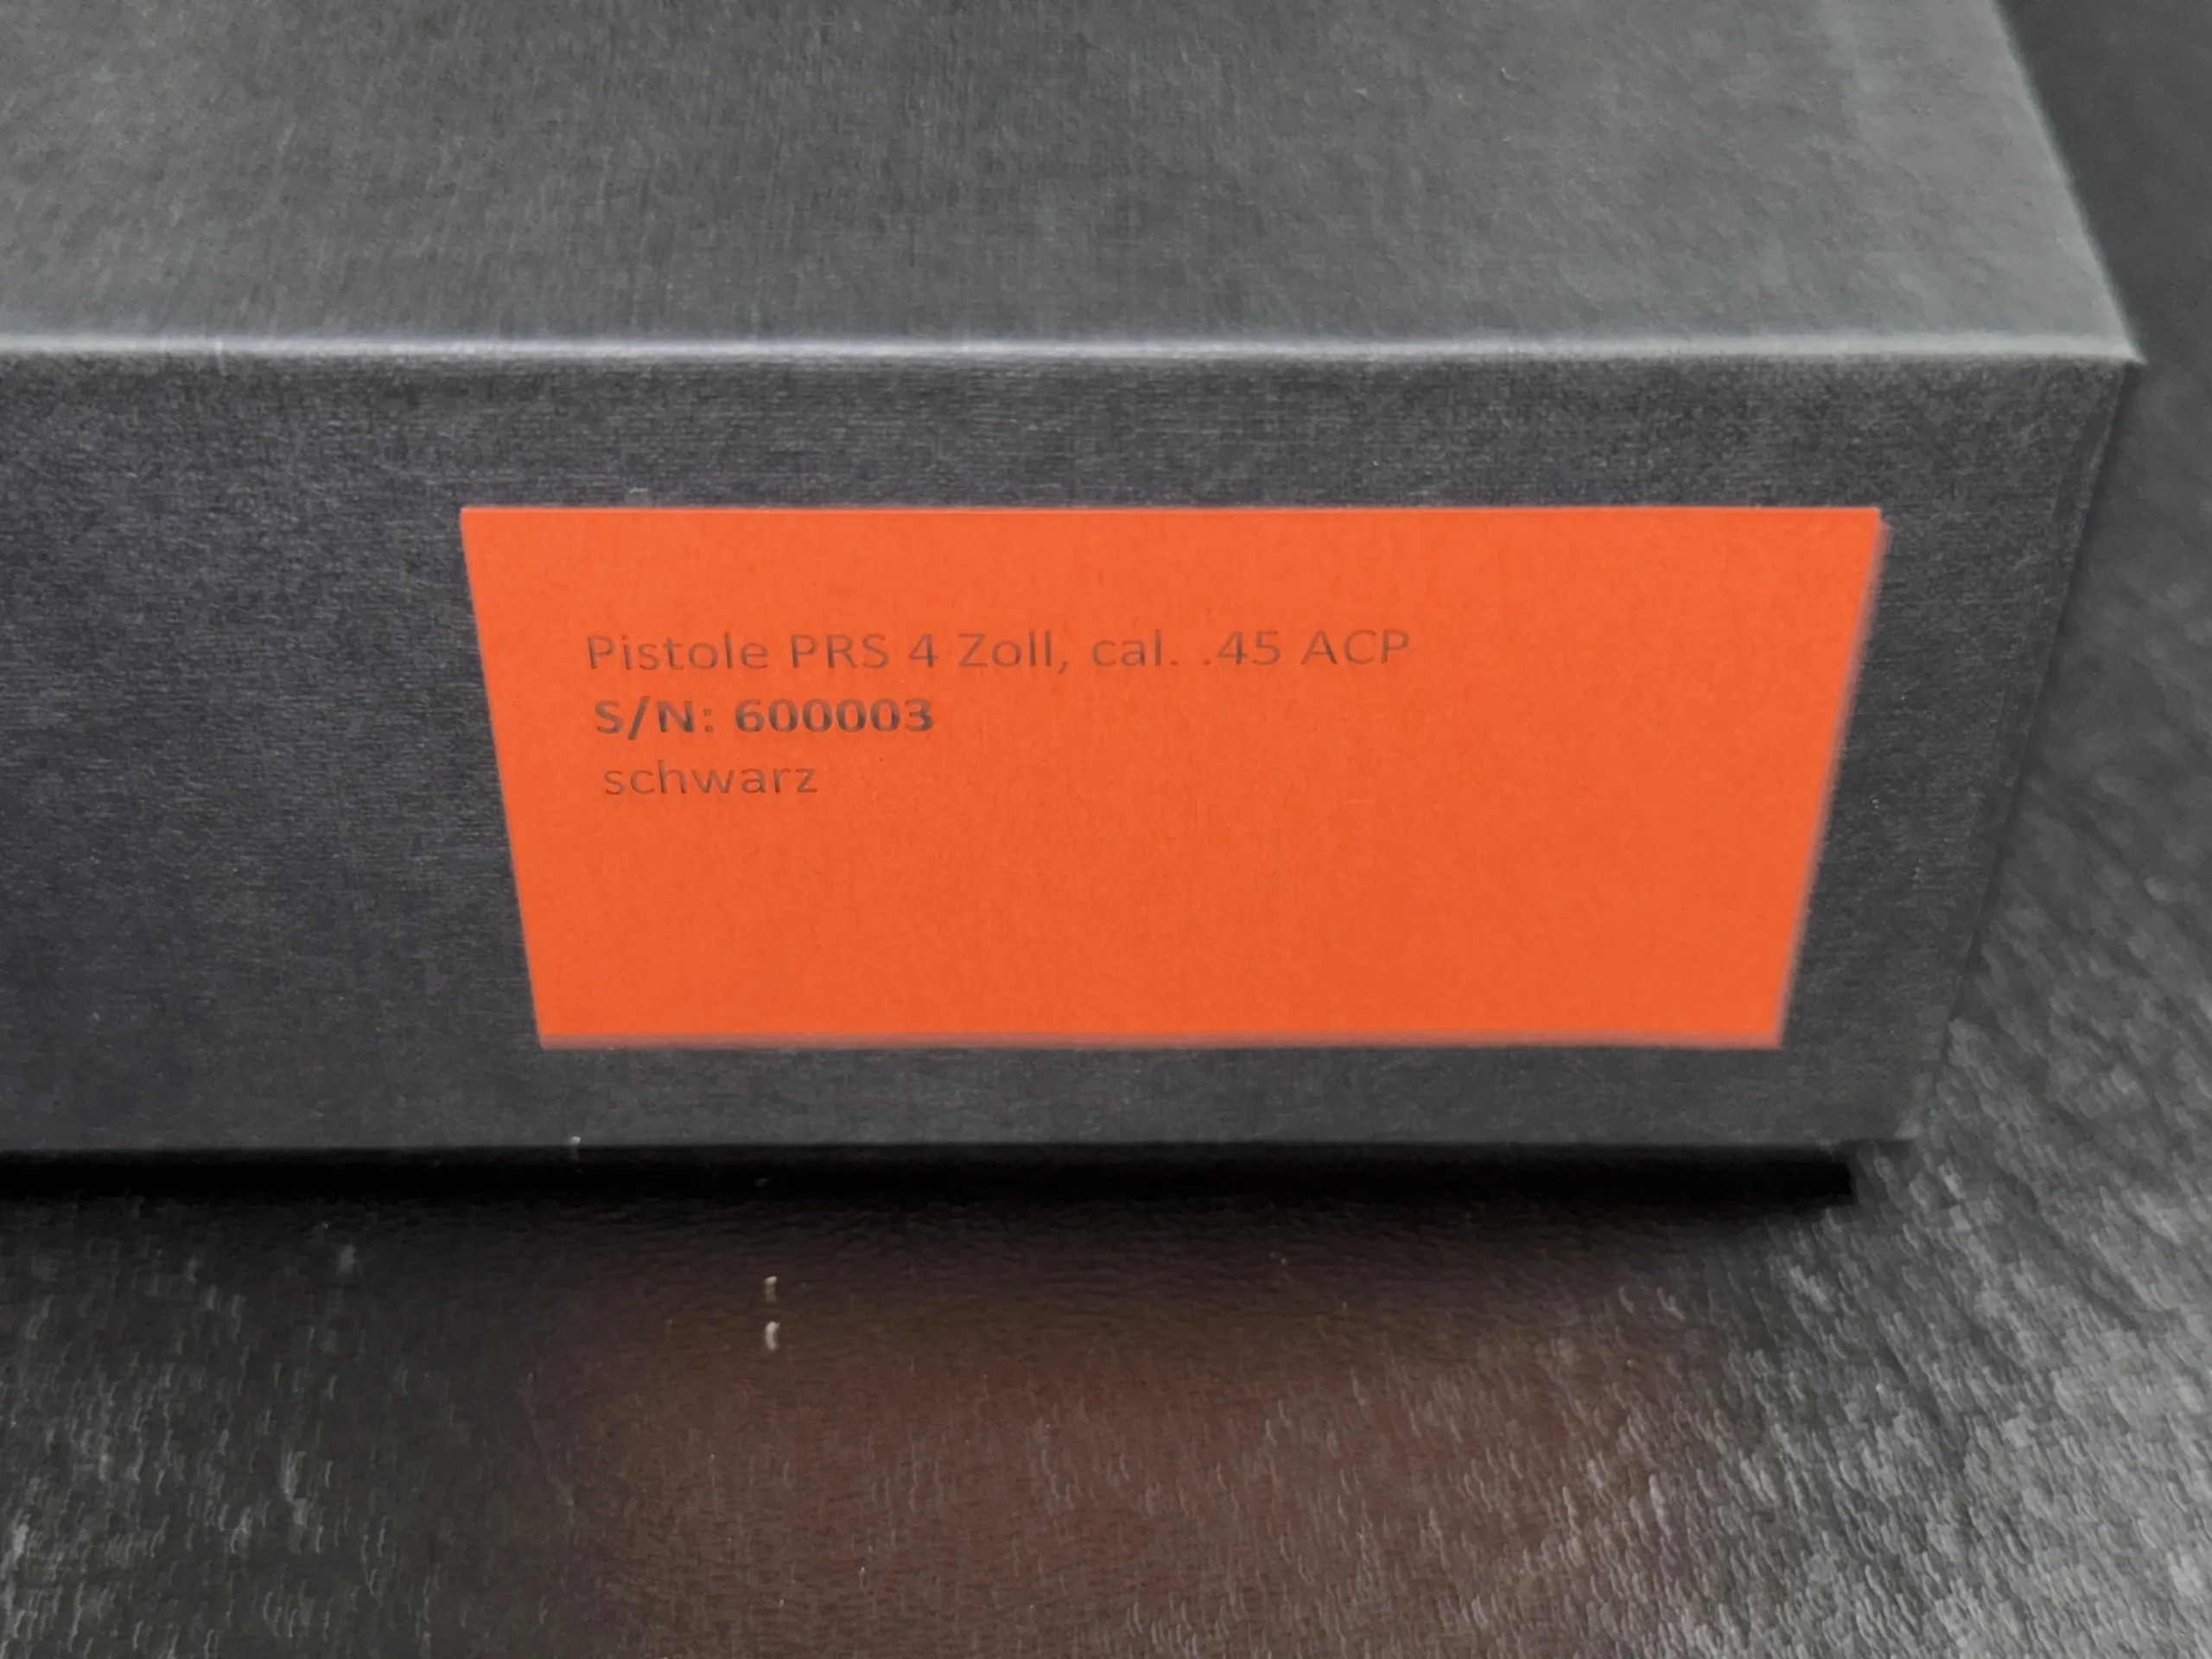 Pistole PRS 4 Zoll, cal. .45 ACP
S/N: 600003
schwarz